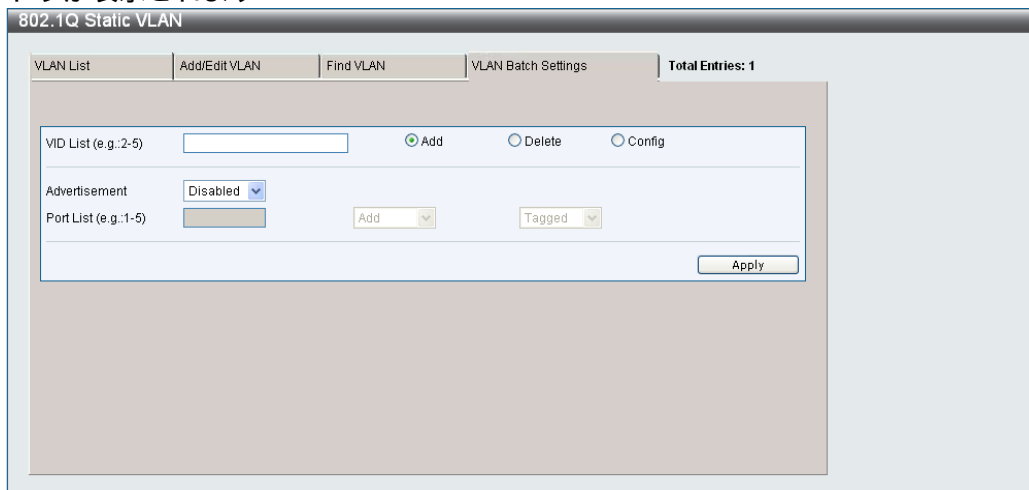 802.1Q Static VLAN
VLAN List Add/Edit VLAN Find VLAN VLAN Batch Settings Total Entries: 1
VID List (e.g.:2-5) Add Delete Config
Advertisement Disabled
Port List (e.g.:1-5) Add Tagged
Apply